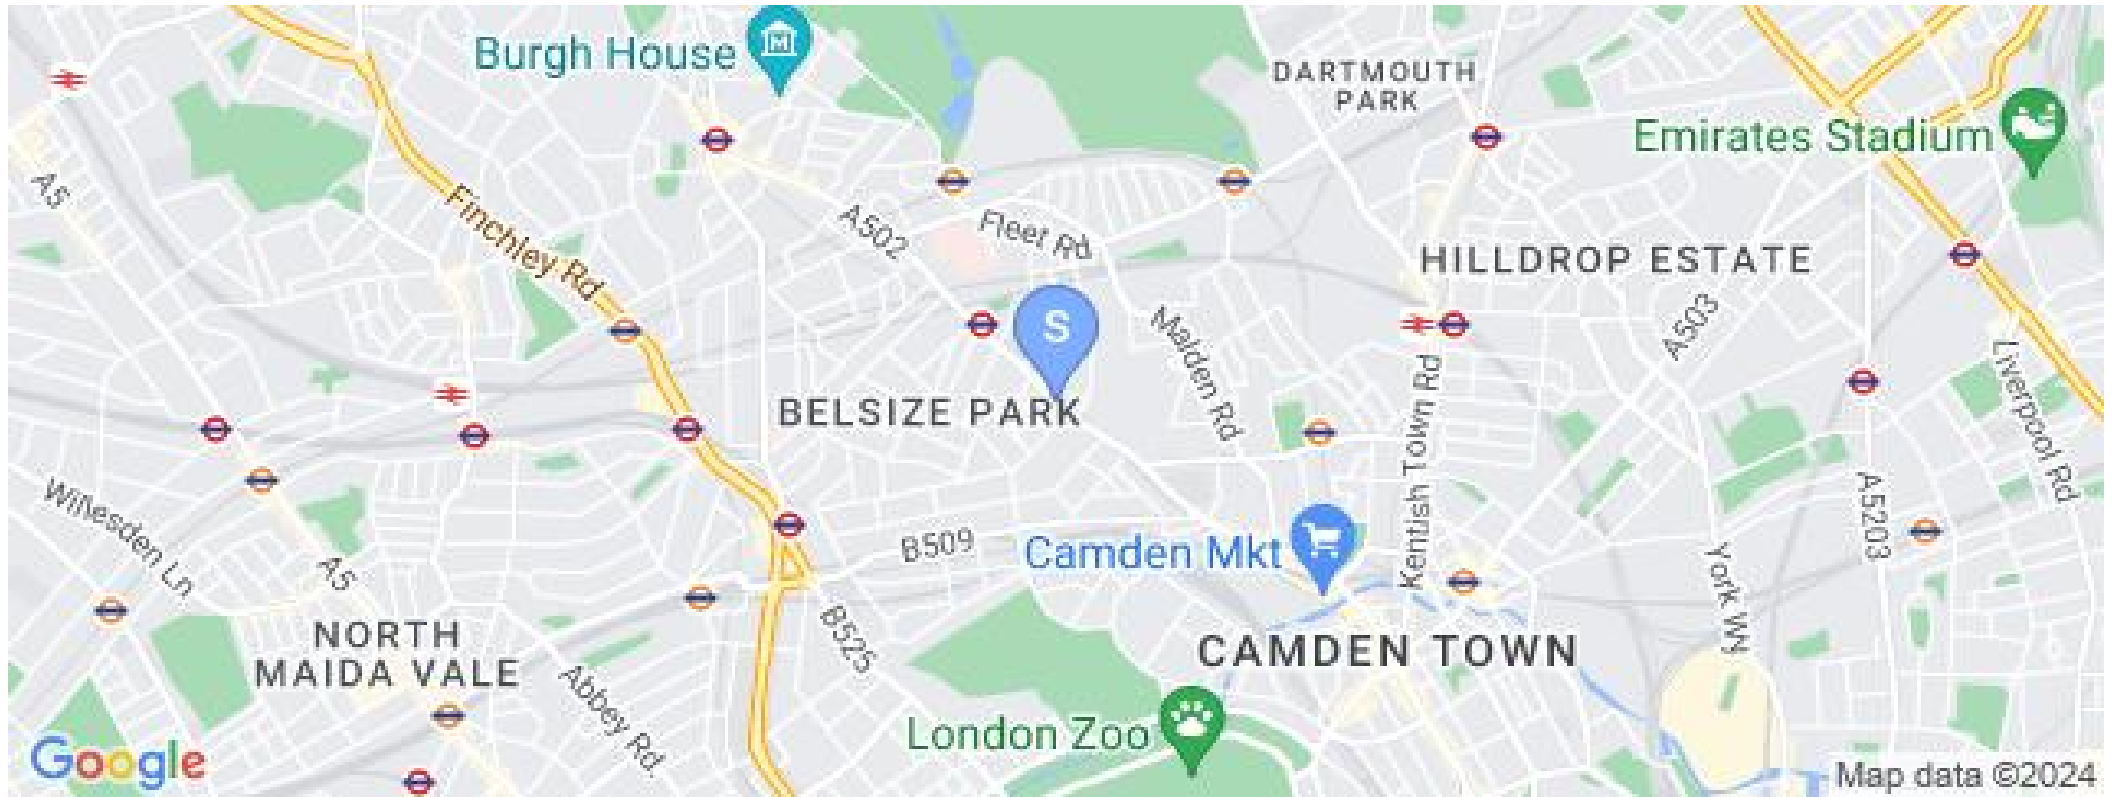 Burgh House
M
DARTMOUTH
PARK
Emirates Stadium
A5
Finchley Rd
A502
Fleet Rd
HILLDROP ESTATE
S
A503
Malden Rd
Kentish Town Rd
Liverpool Rd
BELSIZE PARK
Willesden Ln
A5
B509
Camden Mkt
A5203
York Wy
NORTH
MAIDA VALE
Abbey Rd
B525
CAMDEN TOWN
London Zoo
Google
Map data ©2024